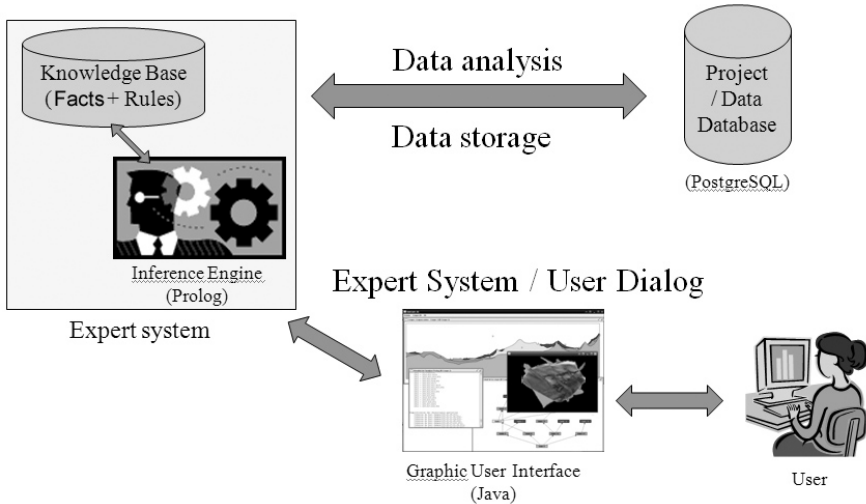 Knowledge Base
(Facts + Rules)
Data analysis
Data storage
Project
/ Data
Database
(PostgreSQL)
Inference Engine
(Prolog)
Expert system
Expert System / User Dialog
Graphic User Interface
(Java)
User